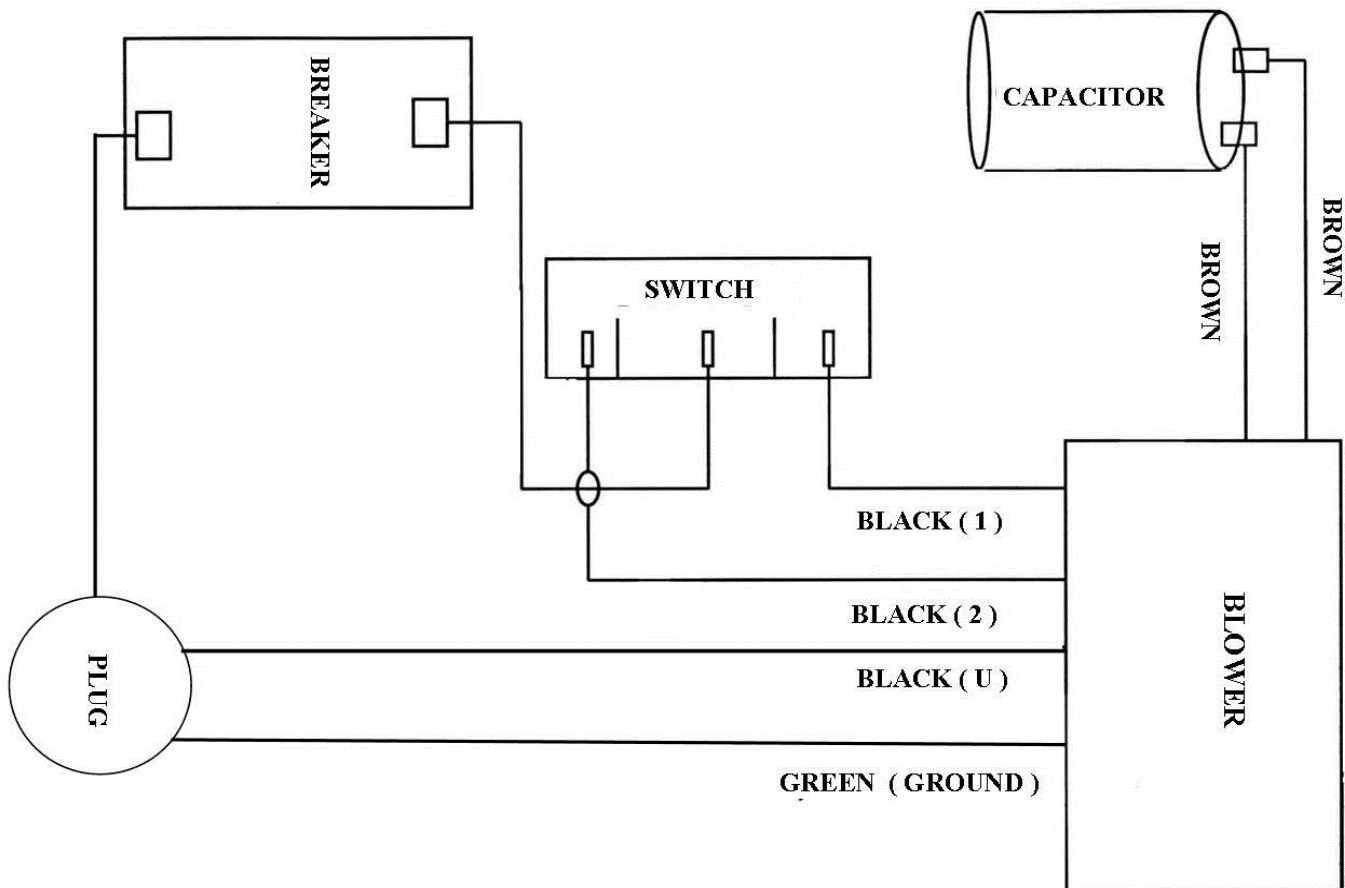 BREAKER
CAPACITOR
SWITCH
BROWN
BROWN
BLACK ( 1 )
BLACK ( 2 )
BLACK ( U )
GREEN ( GROUND )
PLUG
BLOWER